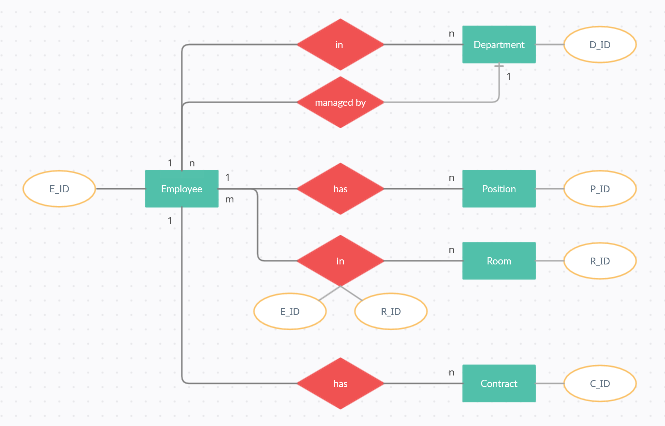 in
n
Department
D_ID
managed by
1
1
n
E_ID
Employee
1
m
has
n
Position
P_ID
1
in
n
Room
R_ID
E_ID
R_ID
has
n
Contract
C_ID